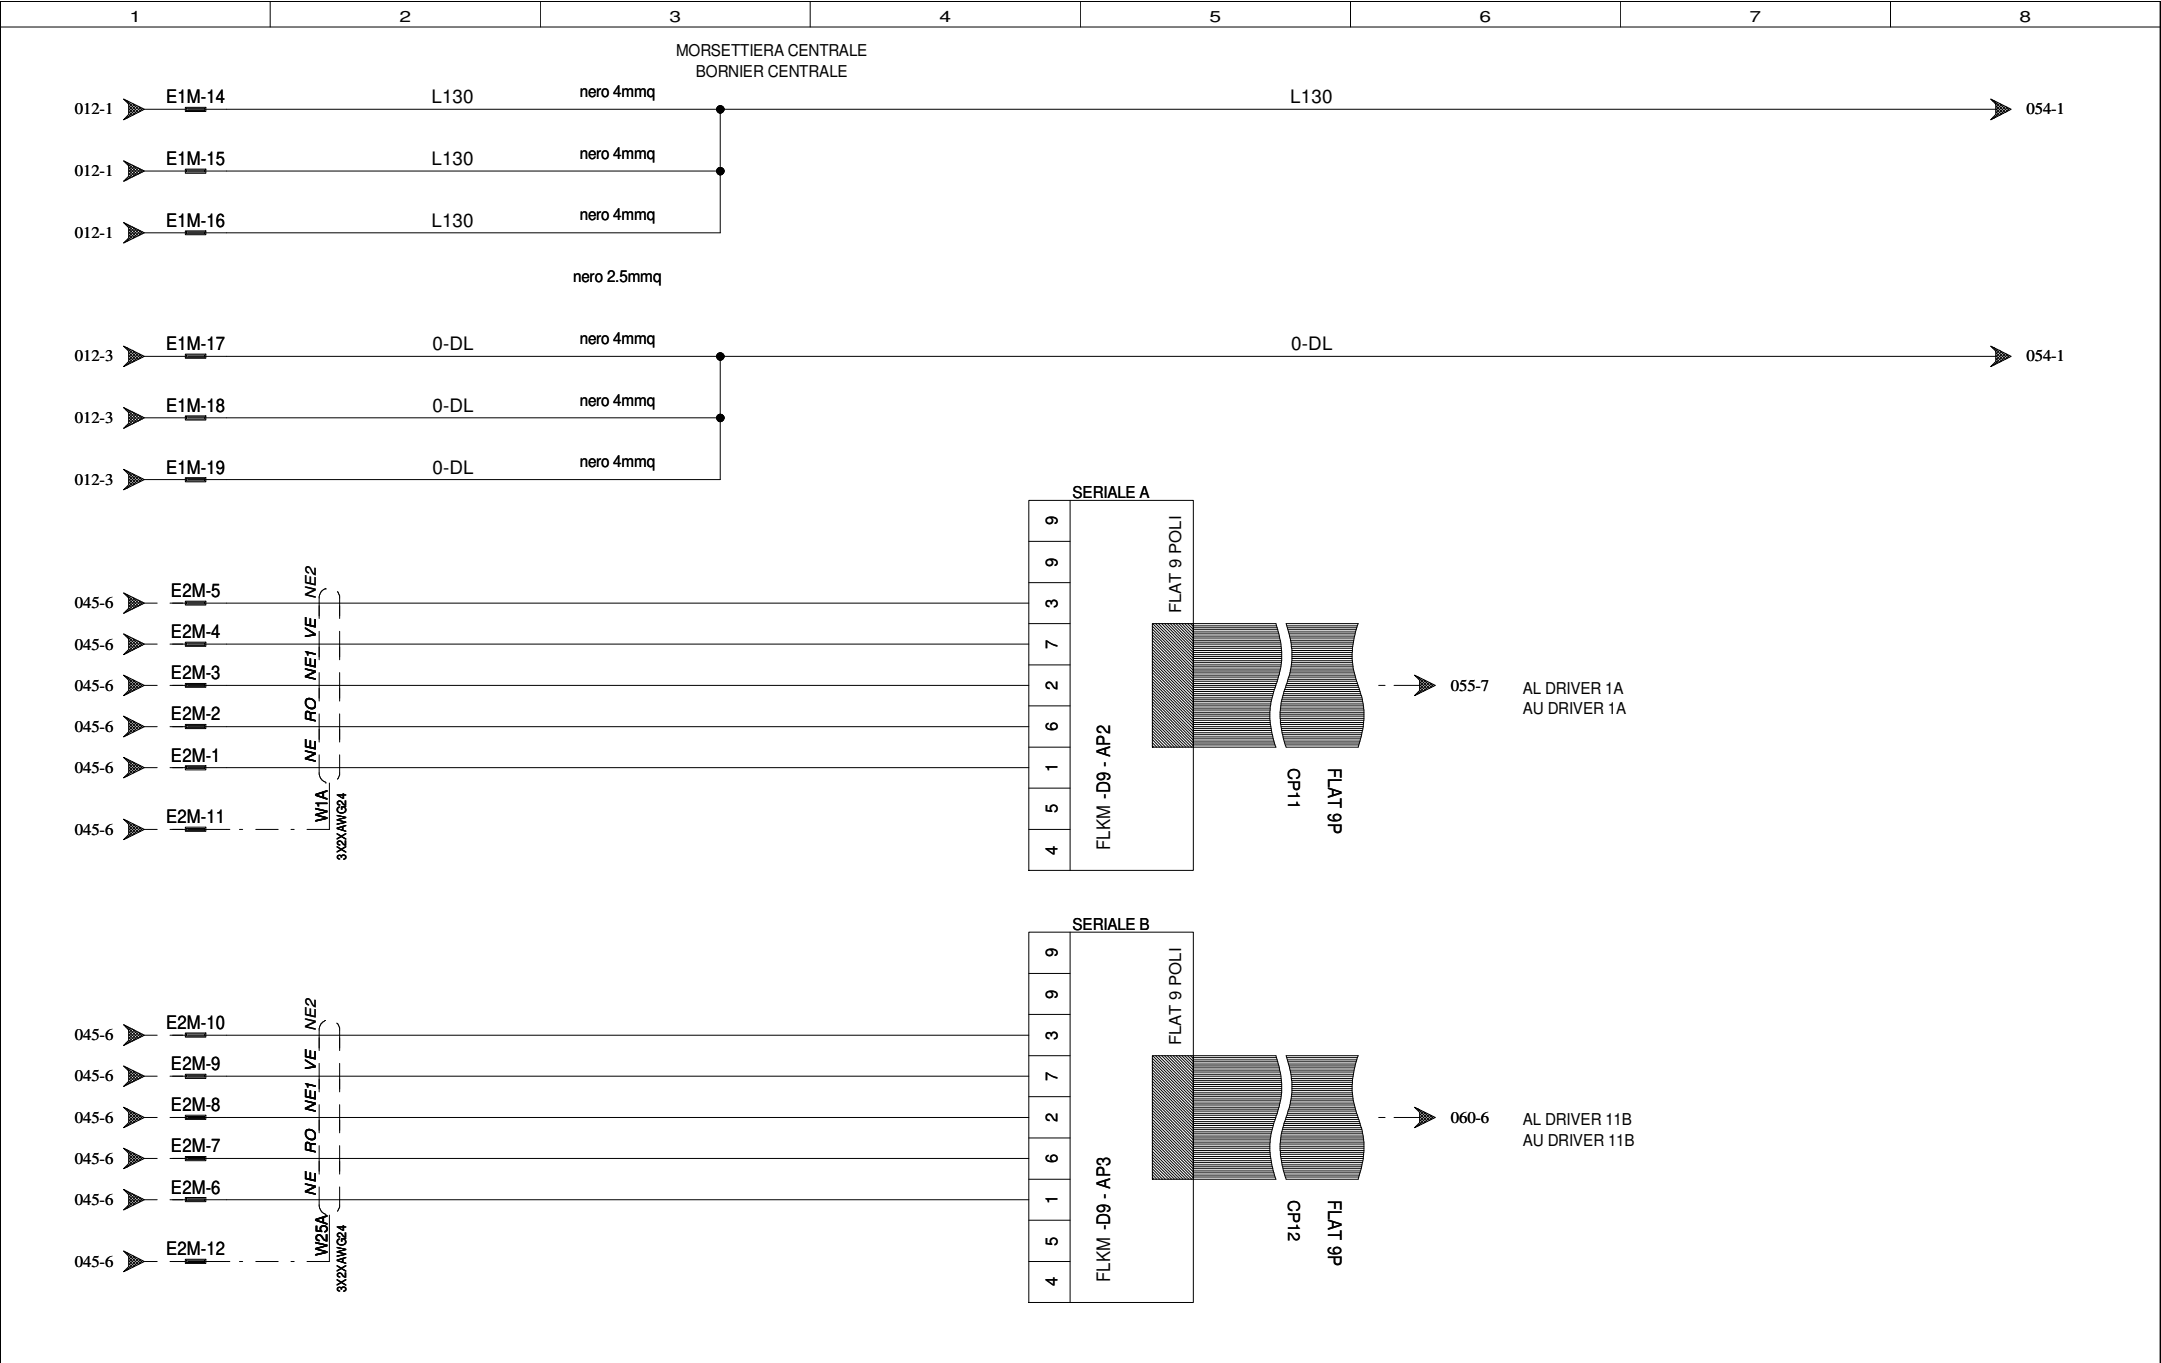 1 2 3 4 5 6 7 8
MORSETTIERA CENTRALE
BORNIER CENTRALE
012-1 E1M-14 L130 nero 4mmq L130 054-1
012-1 E1M-15 L130 nero 4mmq
012-1 E1M-16 L130 nero 4mmq
nero 2.5mmq
012-3 E1M-17 0-DL nero 4mmq 0-DL 054-1
012-3 E1M-18 0-DL nero 4mmq
012-3 E1M-19 0-DL nero 4mmq
SERIALE A
9
9
045-6 E2M-5 NE2 3
045-6 E2M-4 VE 7
045-6 E2M-3 NE1 2
045-6 E2M-2 RO 6
045-6 E2M-1 NE 1
5
045-6 E2M-11
4
W1A
3X2XAWG24
FLKM -D9 - AP2
FLAT 9 POLI
CP11
FLAT 9P
055-7
AL DRIVER 1A
AU DRIVER 1A
SERIALE B
9
9
045-6 E2M-10 NE2 3
045-6 E2M-9 VE 7
045-6 E2M-8 NE1 2
045-6 E2M-7 RO 6
045-6 E2M-6 NE 1
5
045-6 E2M-12
4
W25A
3X2XAWG24
FLKM -D9 - AP3
FLAT 9 POLI
CP12
FLAT 9P
060-6
AL DRIVER 11B
AU DRIVER 11B